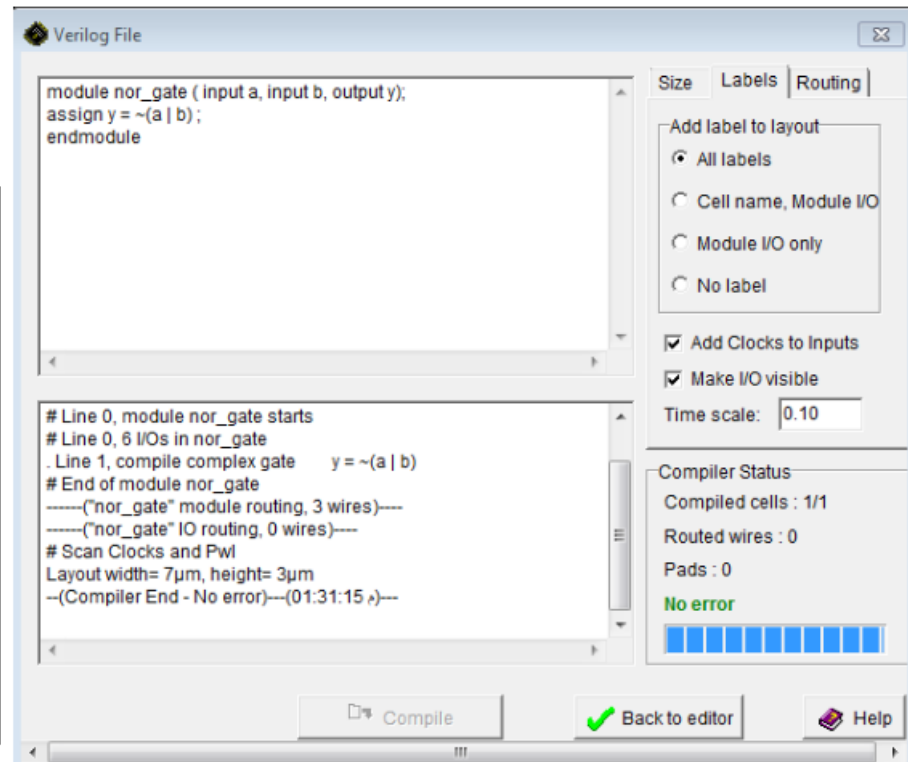 Verilog File
module nor_gate ( input a, input b, output y);
assign y = ~(a | b) ;
endmodule
# Line 0, module nor_gate starts
# Line 0, 6 I/Os in nor_gate
. Line 1, compile complex gate y = ~(a | b)
# End of module nor_gate
------("nor_gate" module routing, 3 wires)----
------("nor_gate" IO routing, 0 wires)----
# Scan Clocks and Pwl
Layout width= 7µm, height= 3µm
--(Compiler End - No error)---(01:31:15 م)---
Size Labels Routing
Add label to layout
All labels
Cell name, Module I/O
Module I/O only
No label
Add Clocks to Inputs
Make I/O visible
Time scale: 0.10
Compiler Status
Compiled cells : 1/1
Routed wires : 0
Pads : 0
No error
Compile Back to editor Help